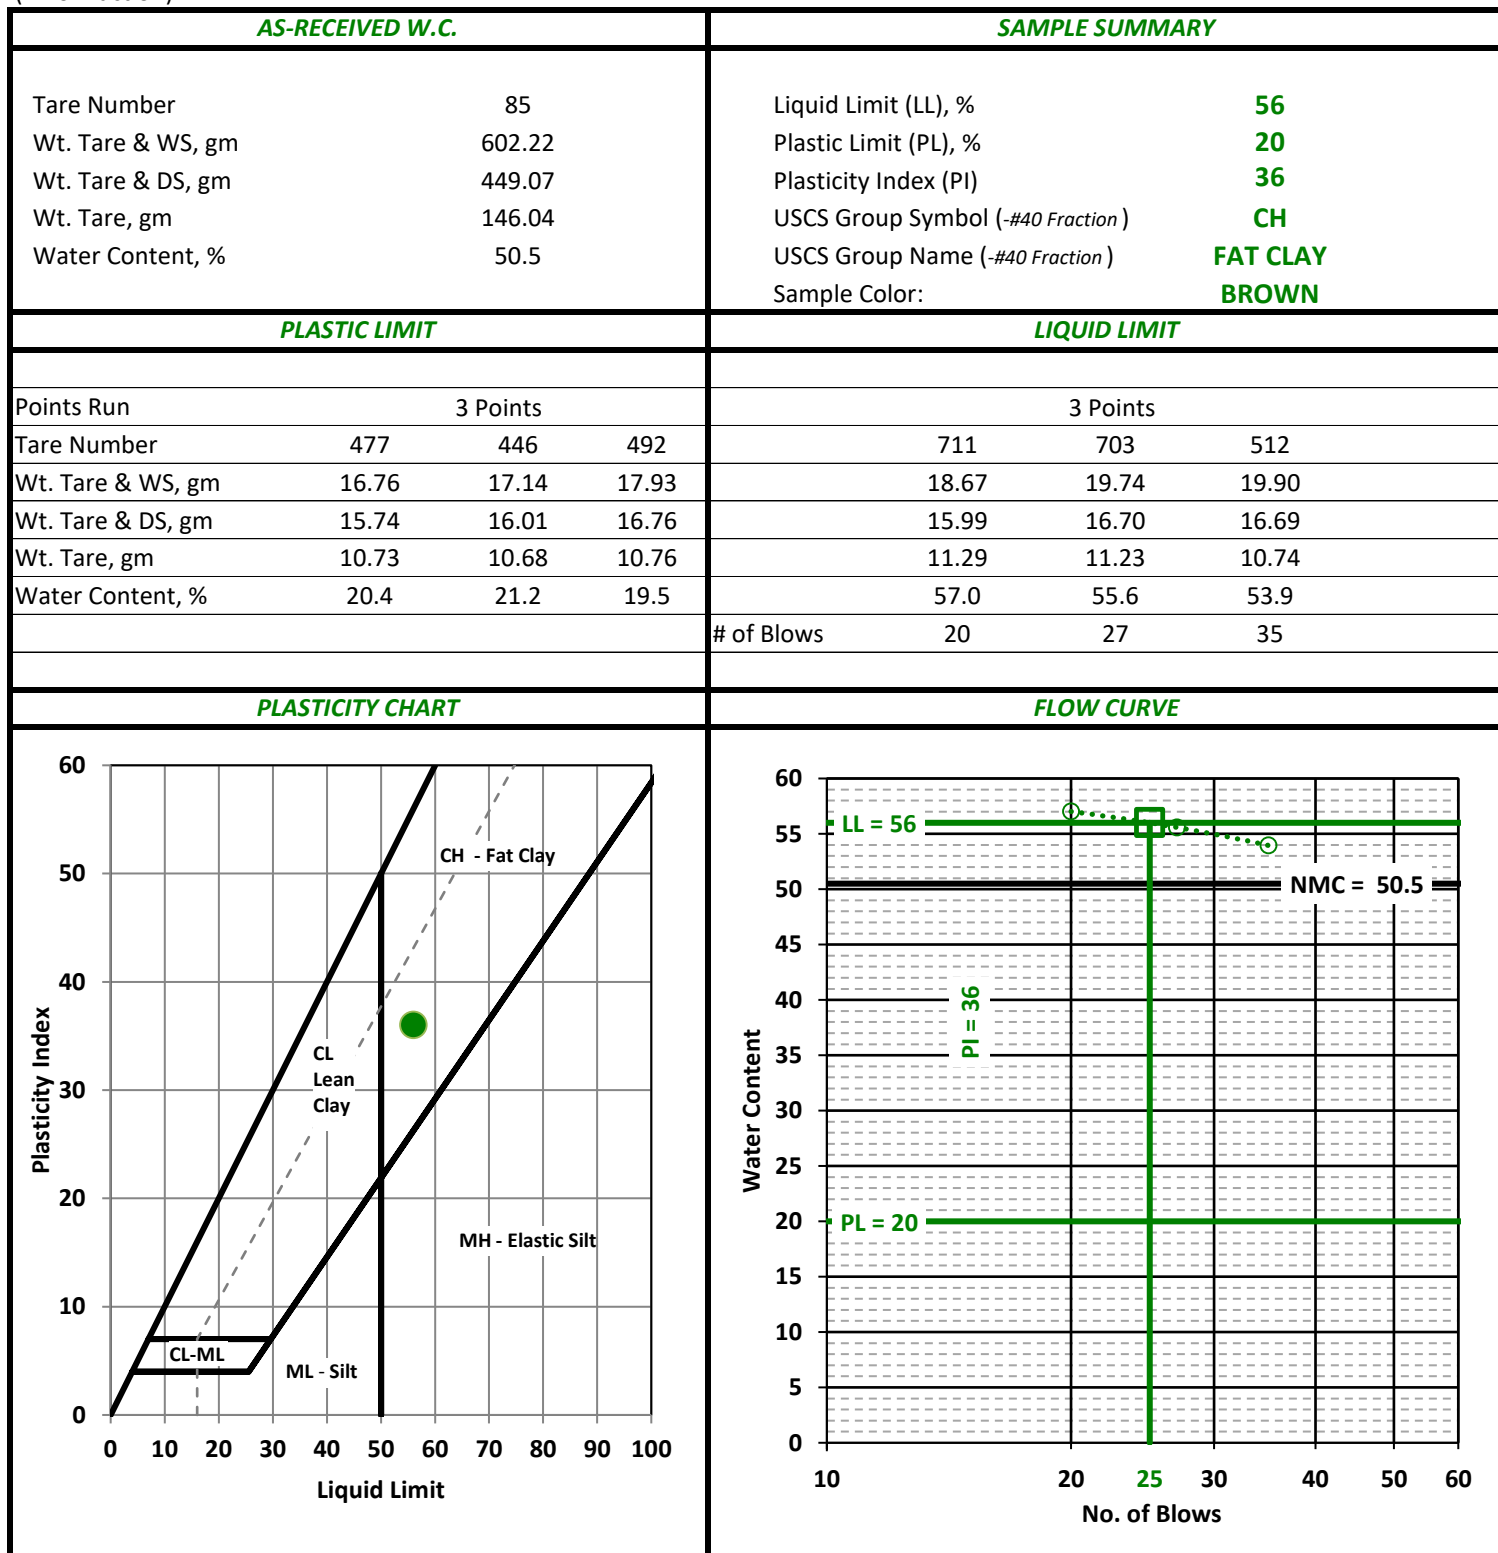 AS-RECEIVED W.C.
Tare Number 85
Wt. Tare & WS, gm 602.22
Wt. Tare & DS, gm 449.07
Wt. Tare, gm 146.04
Water Content, % 50.5
SAMPLE SUMMARY
Liquid Limit (LL), % 56
Plastic Limit (PL), % 20
Plasticity Index (PI) 36
USCS Group Symbol (-#40 Fraction ) CH
USCS Group Name (-#40 Fraction ) FAT CLAY
Sample Color: BROWN
PLASTIC LIMIT
Points Run 3 Points
Tare Number 477 446 492
Wt. Tare & WS, gm 16.76 17.14 17.93
Wt. Tare & DS, gm 15.74 16.01 16.76
Wt. Tare, gm 10.73 10.68 10.76
Water Content, % 20.4 21.2 19.5
LIQUID LIMIT
3 Points
711 703 512
18.67 19.74 19.90
15.99 16.70 16.69
11.29 11.23 10.74
57.0 55.6 53.9
# of Blows 20 27 35
PLASTICITY CHART
60
50
40
30
20
10
0
Plasticity Index
CH - Fat Clay
CL
Lean
Clay
MH - Elastic Silt
CL-ML
ML - Silt
0 10 20 30 40 50 60 70 80 90 100
Liquid Limit
FLOW CURVE
60
55
50
45
40
35
30
25
20
15
10
5
0
Water Content
LL = 56
NMC = 50.5
PI = 36
PL = 20
10 20 25 30 40 50 60
No. of Blows